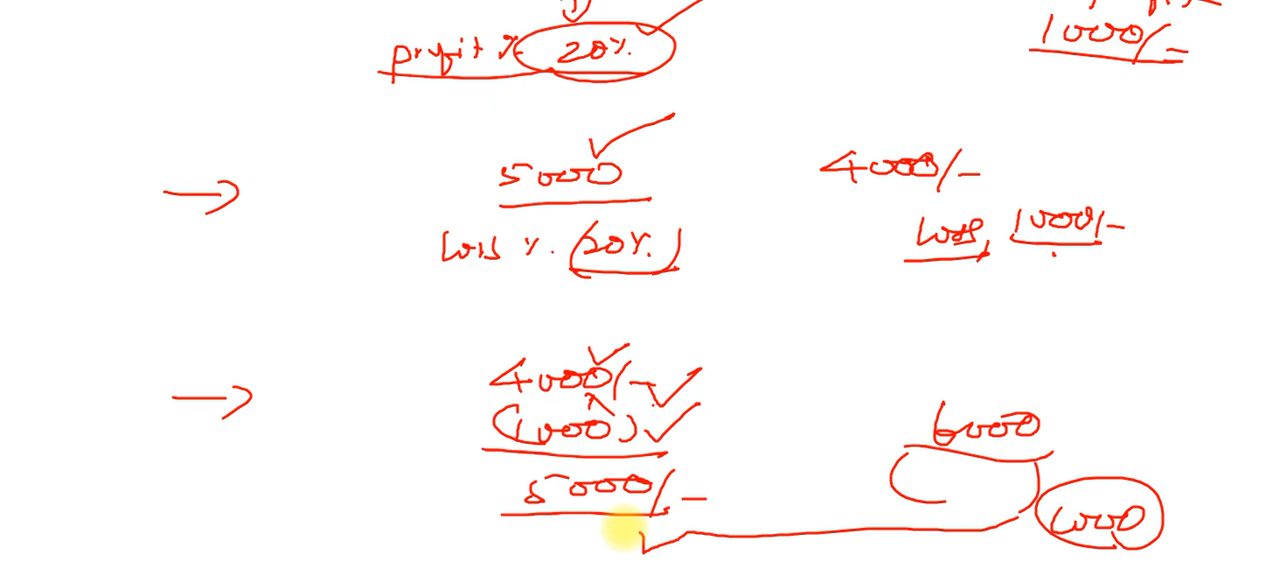 profit % 20%.
1000/-
5000
4000/-
loss %. (20%.)
loss, 1000/-
4000/-
(1000)
6000
5000/-
1000